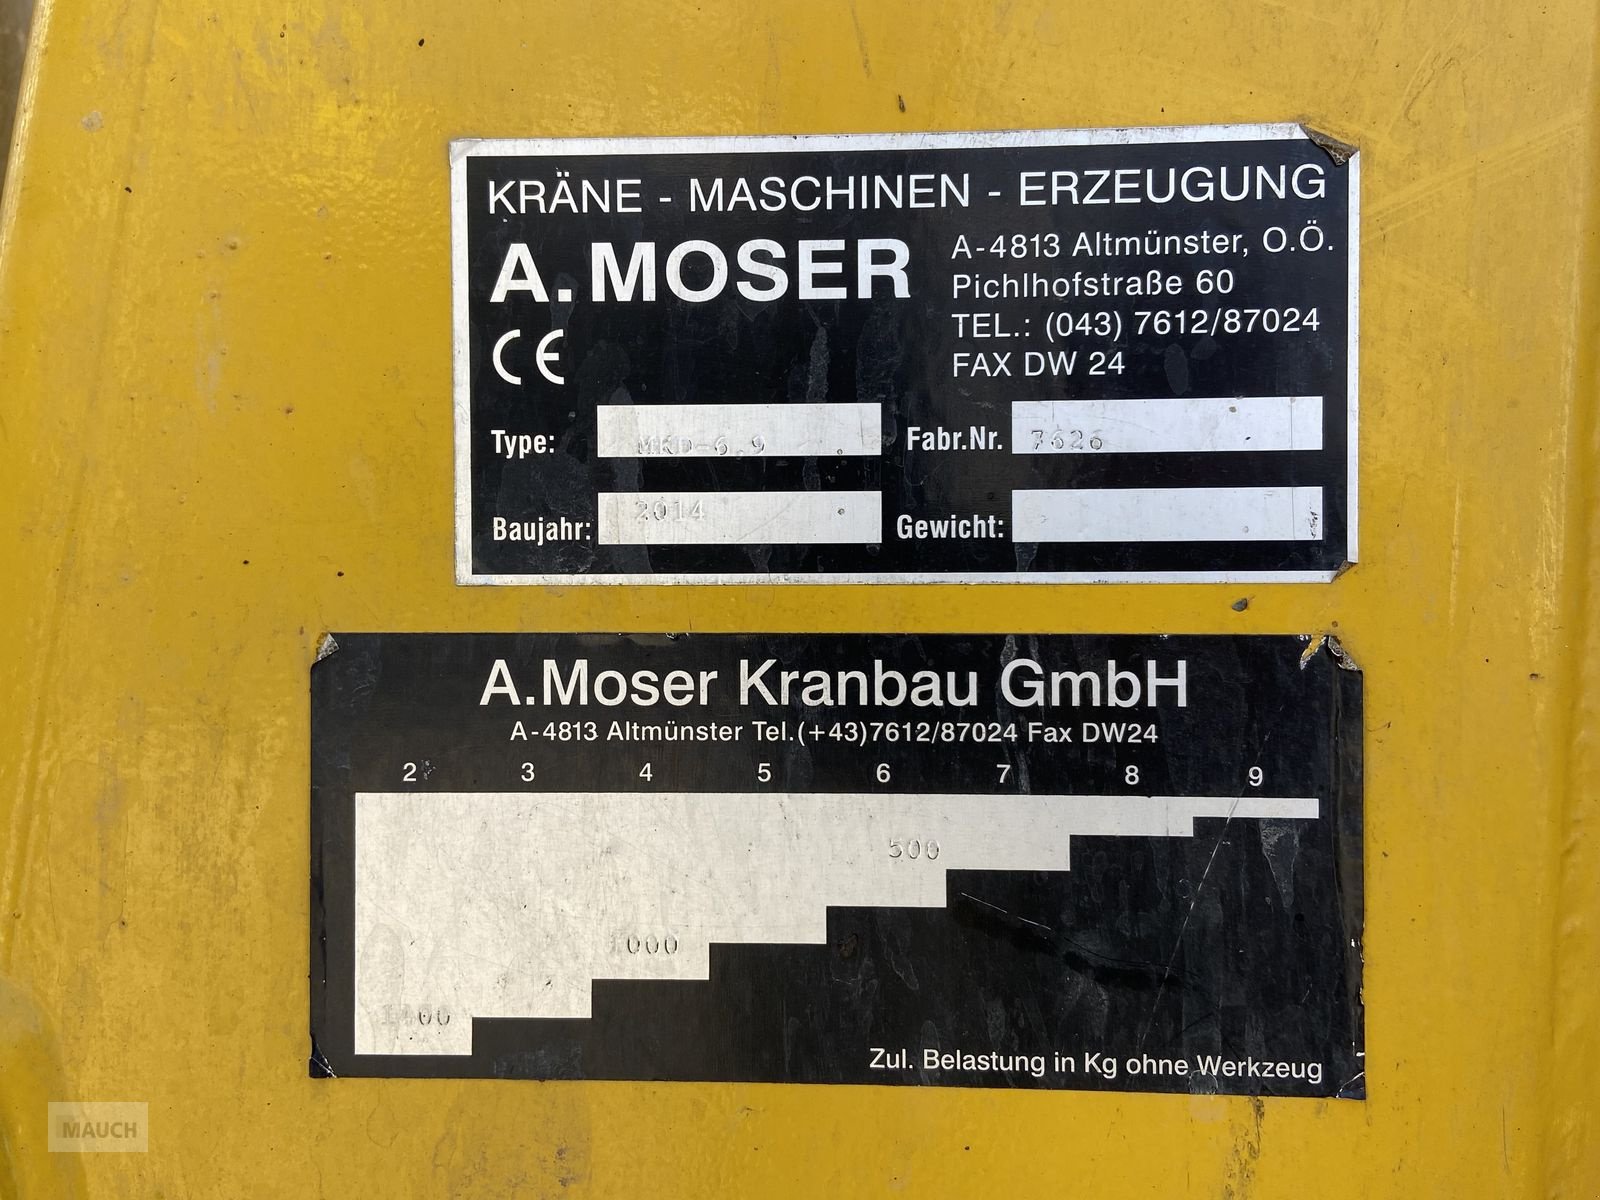 KRÄNE - MASCHINEN - ERZEUGUNG
A. MOSER
A-4813 Altmünster, O.Ö.
Pichlhofstraße 60
TEL.: (043) 7612/87024
FAX DW 24
CE
Type: MKD-6.9
Fabr.Nr. 7626
Baujahr: 2014
Gewicht:
A.Moser Kranbau GmbH
A-4813 Altmünster Tel.(+43)7612/87024 Fax DW24
2 3 4 5 6 7 8 9
500
1000
1400
Zul. Belastung in Kg ohne Werkzeug
MAUCH